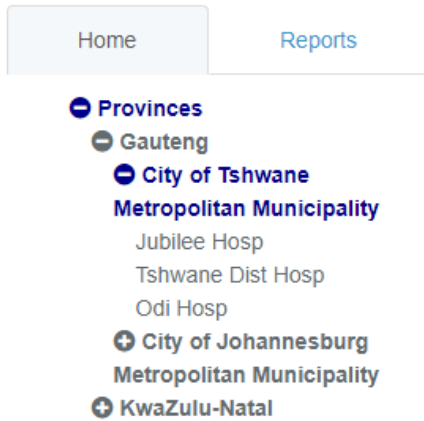 Home Reports
Provinces
Gauteng
City of Tshwane
Metropolitan Municipality
Jubilee Hosp
Tshwane Dist Hosp
Odi Hosp
City of Johannesburg
Metropolitan Municipality
KwaZulu-Natal